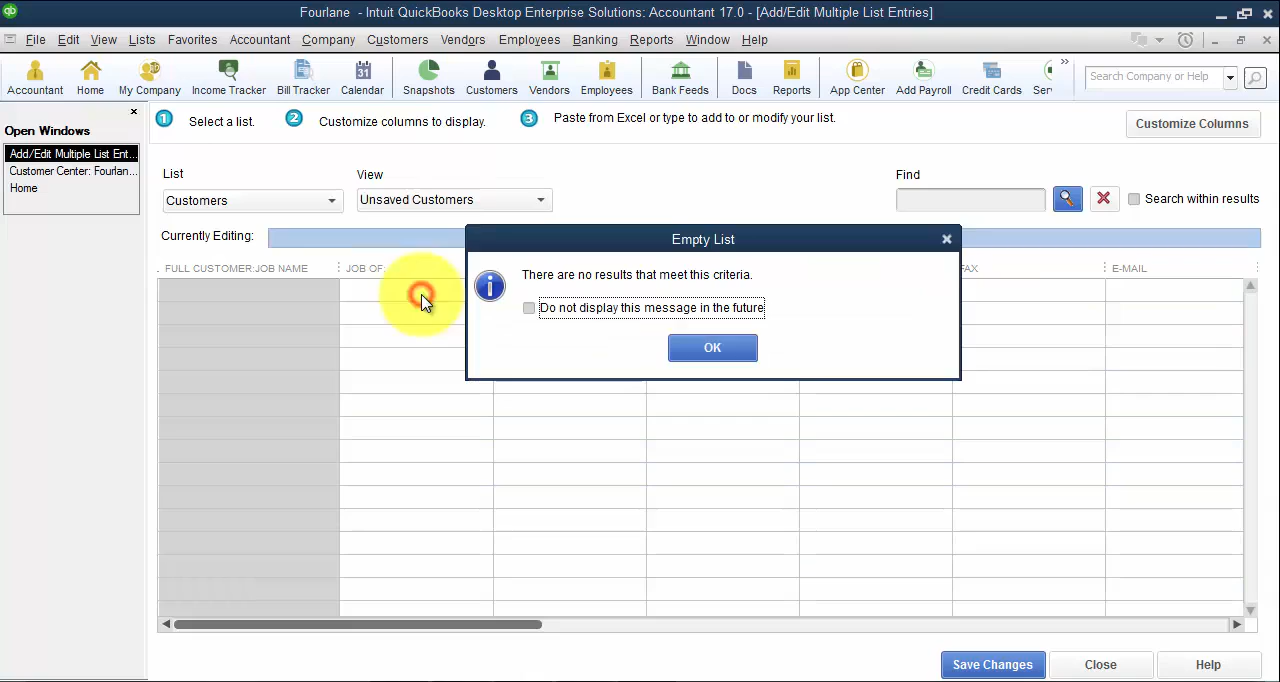 Fourlane - Intuit QuickBooks Desktop Enterprise Solutions: Accountant 17.0 - [Add/Edit Multiple List Entries]
File Edit View Lists Favorites Accountant Company Customers Vendors Employees Banking Reports Window Help
Accountant Home My Company Income Tracker Bill Tracker Calendar Snapshots Customers Vendors Employees Bank Feeds Docs Reports App Center Add Payroll Credit Cards Ser Search Company or Help
Open Windows
Add/Edit Multiple List Ent...
Customer Center: Fourlan...
Home
1 Select a list. 2 Customize columns to display. 3 Paste from Excel or type to add to or modify your list. Customize Columns
List View Find
Customers Unsaved Customers Search within results
Currently Editing:
FULL CUSTOMER:JOB NAME JOB OF: FAX E-MAIL
Empty List
There are no results that meet this criteria.
Do not display this message in the future
OK
Save Changes Close Help